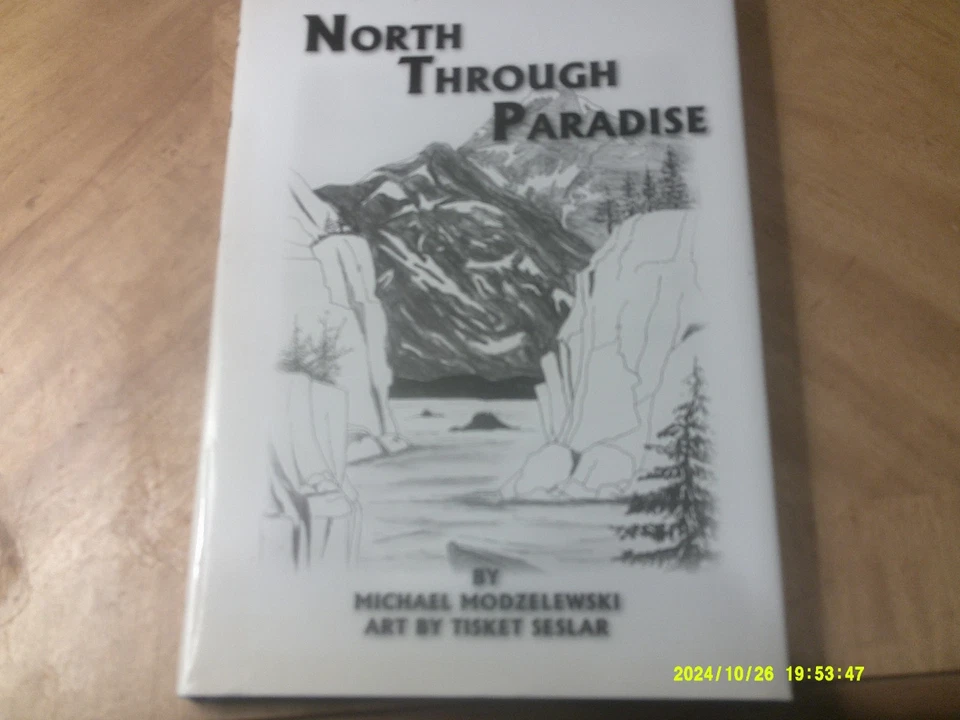 NORTH
THROUGH
PARADISE
BY
MICHAEL MODZELEWSKI
ART BY TISKET SESLAR
2024/10/26 19:53:47